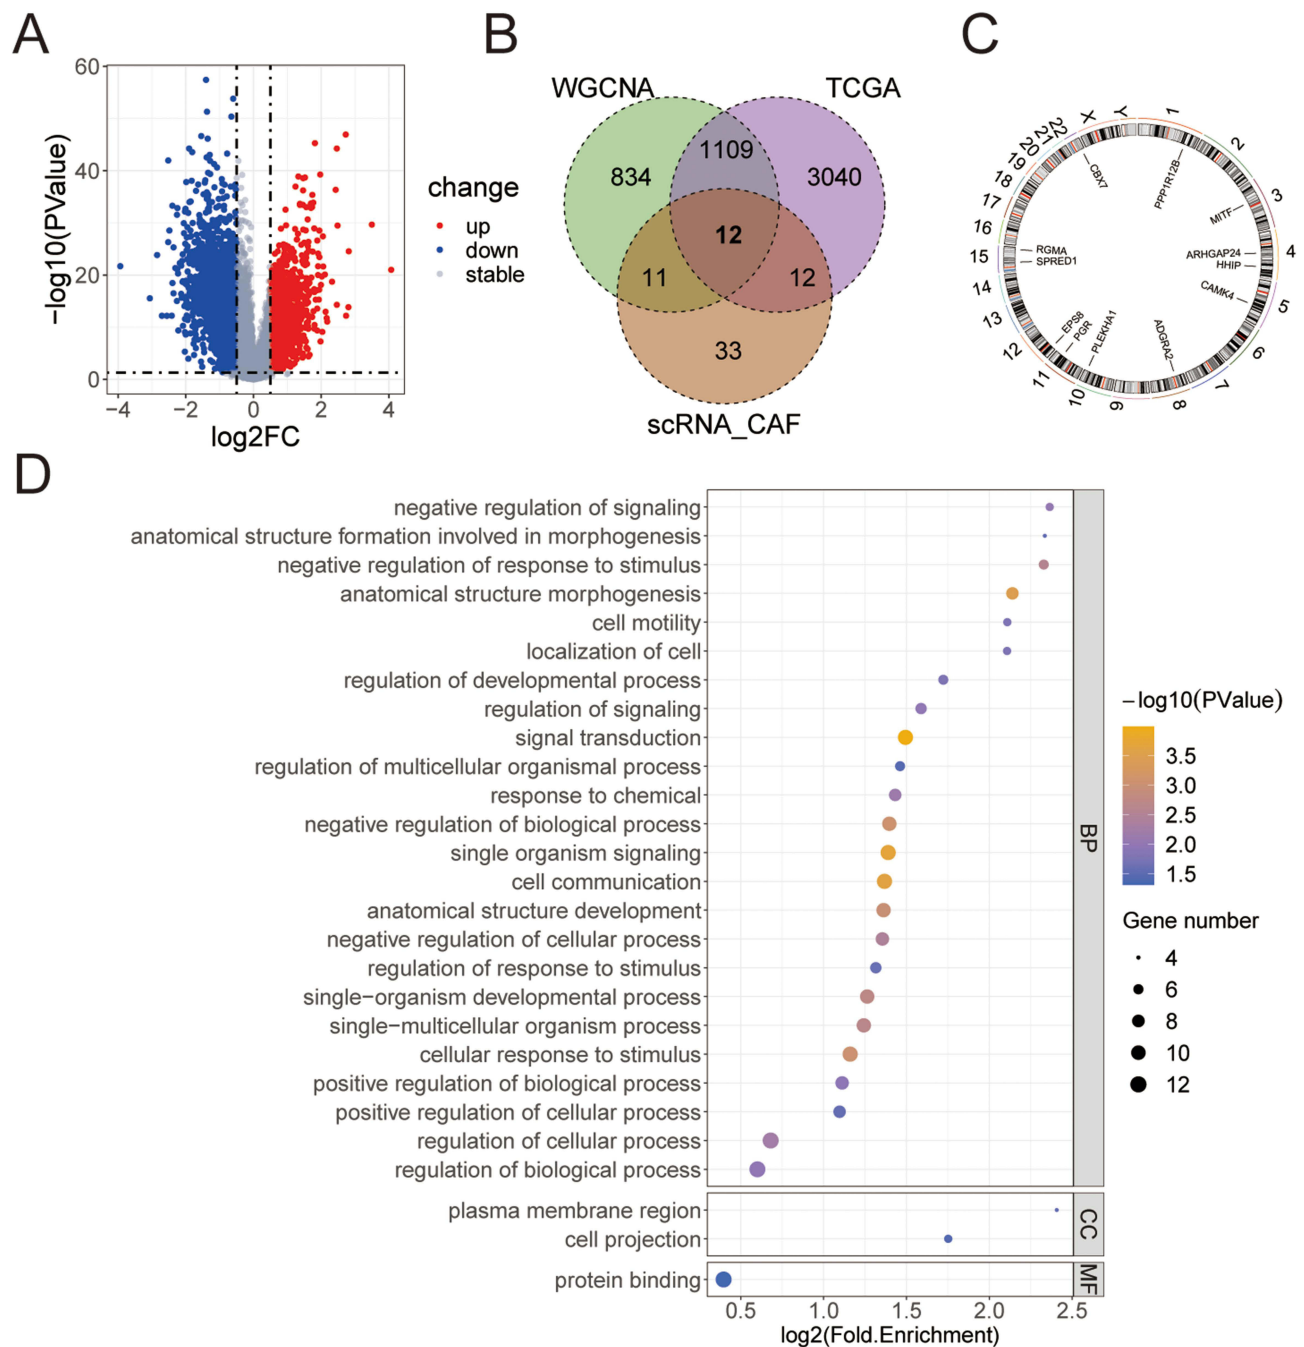 A
60
40
20
0
−4
−2
0
2
4
−log10(PValue)
log2FC
change
up
down
stable
B
WGCNA
TCGA
834
1109
3040
12
11
12
33
scRNA_CAF
C
1
2
3
4
5
6
7
8
9
10
11
12
13
14
15
16
17
18
19
20
21
22
X
Y
CBX7
PPP1R12B
MITF
ARHGAP24
HHIP
CAMK4
ADGRA2
PLEKHA1
PGR
EPS8
SPRED1
RGMA
D
negative regulation of signaling
anatomical structure formation involved in morphogenesis
negative regulation of response to stimulus
anatomical structure morphogenesis
cell motility
localization of cell
regulation of developmental process
regulation of signaling
signal transduction
regulation of multicellular organismal process
response to chemical
negative regulation of biological process
single organism signaling
cell communication
anatomical structure development
negative regulation of cellular process
regulation of response to stimulus
single−organism developmental process
single−multicellular organism process
cellular response to stimulus
positive regulation of biological process
positive regulation of cellular process
regulation of cellular process
regulation of biological process
BP
plasma membrane region
cell projection
CC
protein binding
MF
0.5
1.0
1.5
2.0
2.5
log2(Fold.Enrichment)
−log10(PValue)
3.5
3.0
2.5
2.0
1.5
Gene number
4
6
8
10
12